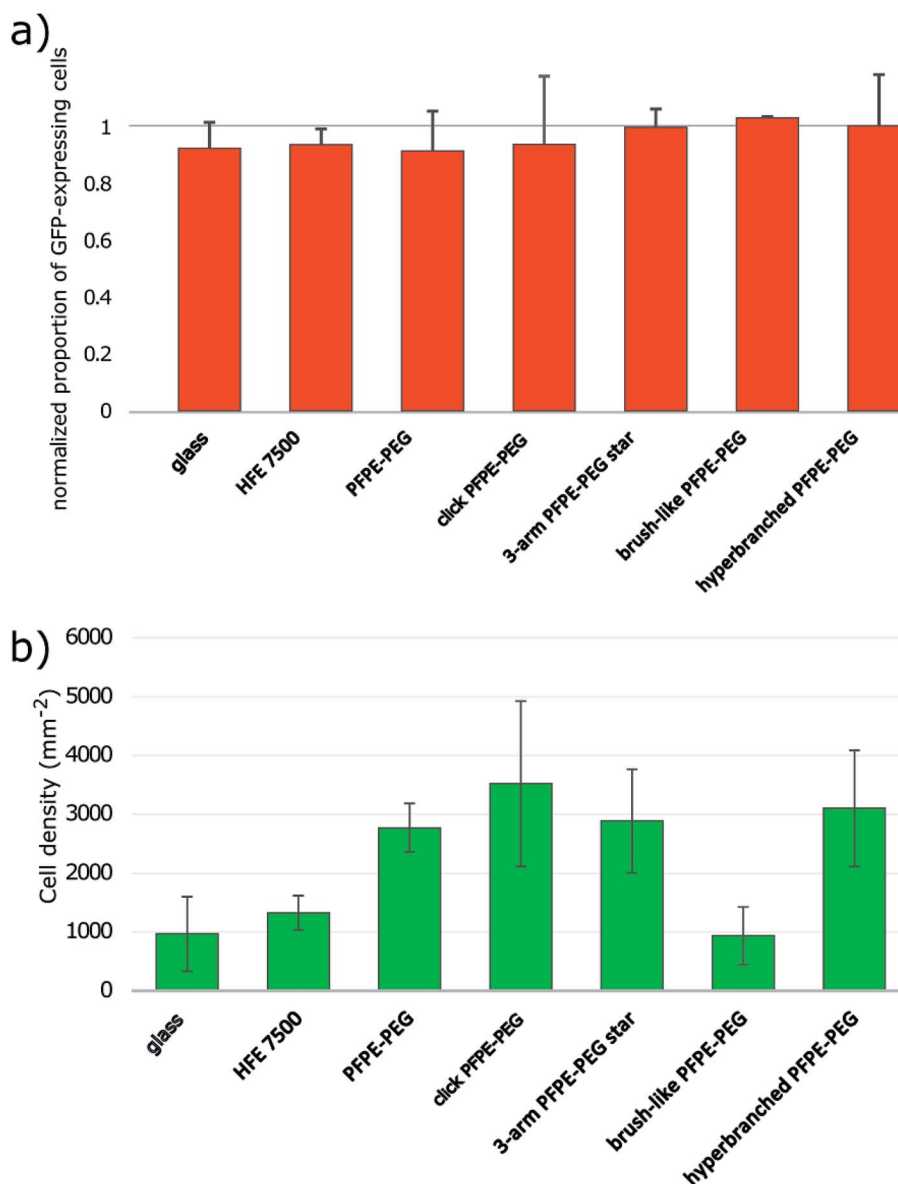 a)
normalized proportion of GFP-expressing cells
1
0.8
0.6
0.4
0.2
0
glass
HFE 7500
PFPE-PEG
click PFPE-PEG
3-arm PFPE-PEG star
brush-like PFPE-PEG
hyperbranched PFPE-PEG
b)
Cell density (mm⁻²)
6000
5000
4000
3000
2000
1000
0
glass
HFE 7500
PFPE-PEG
click PFPE-PEG
3-arm PFPE-PEG star
brush-like PFPE-PEG
hyperbranched PFPE-PEG